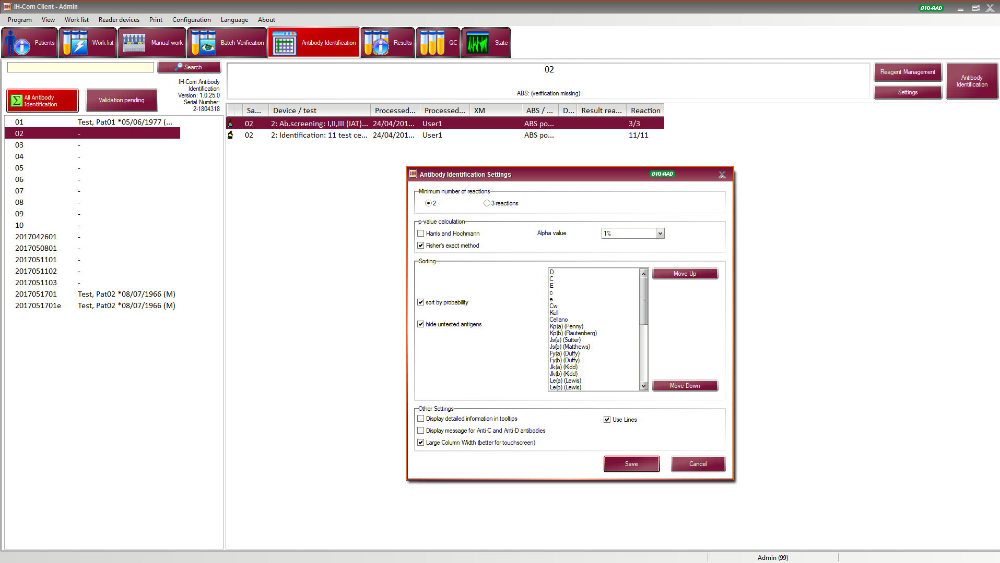 IH-Com Client - Admin
BIO-RAD
Program View Work list Reader devices Print Configuration Language About
Patients
Work list
Manual work
Batch Verification
Antibody Identification
Results
QC
State
Search
IH-Com Antibody
Identification
Version: 1.0.25.0
Serial Number:
2-1804318
All Antibody
Identification
Validation pending
02
ABS: (verification missing)
Reagent Management
Settings
Antibody
Identification
01 Test, Pat01 *05/06/1977 (...
02 -
03 -
04 -
05 -
06 -
07 -
08 -
09 -
10 -
2017042601 -
2017050801 -
2017051101 -
2017051102 -
2017051103 -
2017051701 Test, Pat02 *08/07/1966 (M)
2017051701e Test, Pat02 *08/07/1966 (M)
Sa... Device / test Processed... Processed... XM ABS / ... D... Result rea... Reaction
02 2: Ab.screening: I,II,III (IAT)... 24/04/201... User1 ABS po... 3/3
02 2: Identification: 11 test ce... 24/04/201... User1 ABS po... 11/11
Antibody Identification Settings
BIO-RAD
Minimum number of reactions
2
3 reactions
p-value calculation
Harris and Hochmann
Alpha value
1%
Fisher's exact method
Sorting
sort by probability
hide untested antigens
D
C
E
c
e
Cw
Kell
Cellano
Kp(a) (Penny)
Kp(b) (Rautenberg)
Js(a) (Sutter)
Js(b) (Matthews)
Fy(a) (Duffy)
Fy(b) (Duffy)
Jk(a) (Kidd)
Jk(b) (Kidd)
Le(a) (Lewis)
Le(b) (Lewis)
Move Up
Move Down
Other Settings
Display detailed information in tooltips
Use Lines
Display message for Anti-C and Anti-D antibodies
Large Column Width (better for touchscreen)
Save
Cancel
Admin (99)